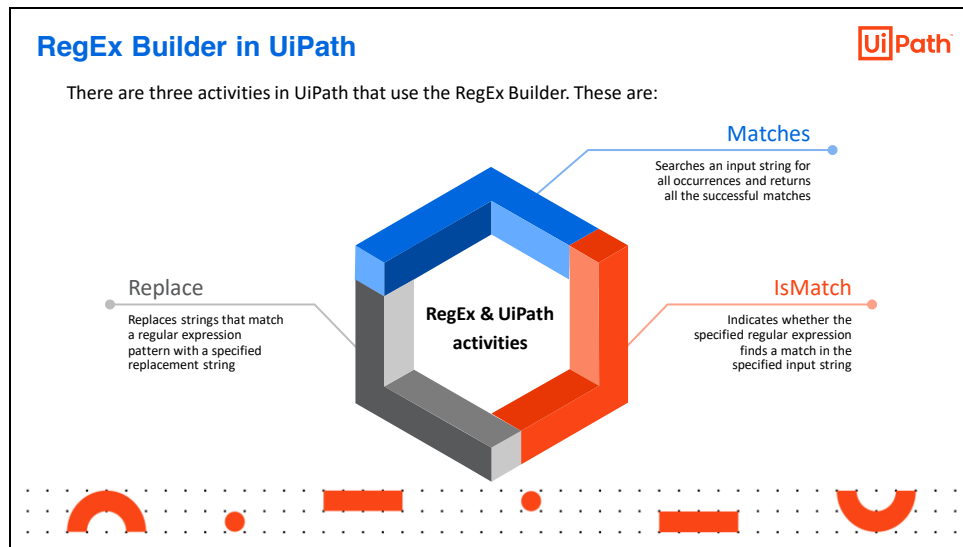 RegEx Builder in UiPath
UiPath
There are three activities in UiPath that use the RegEx Builder. These are:
Matches
Searches an input string for
all occurrences and returns
all the successful matches
Replace
Replaces strings that match
a regular expression
pattern with a specified
replacement string
RegEx & UiPath
activities
IsMatch
Indicates whether the
specified regular expression
finds a match in the
specified input string